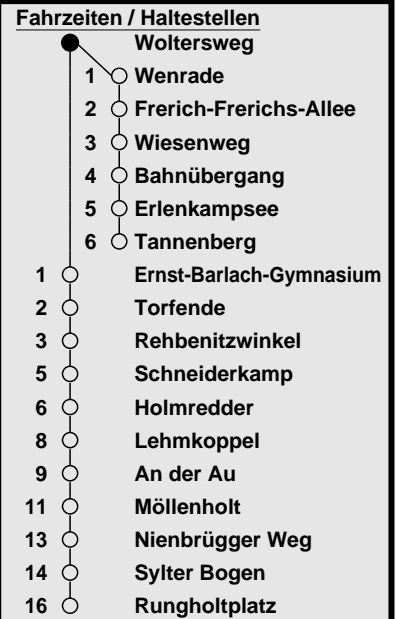 Fahrzeiten / Haltestellen
Woltersweg
1 Wenrade
2 Frerich-Frerichs-Allee
3 Wiesenweg
4 Bahnübergang
5 Erlenkampsee
6 Tannenberg
1 Ernst-Barlach-Gymnasium
2 Torfende
3 Rehbenitzwinkel
5 Schneiderkamp
6 Holmredder
8 Lehmkoppel
9 An der Au
11 Möllenholt
13 Nienbrügger Weg
14 Sylter Bogen
16 Rungholtplatz